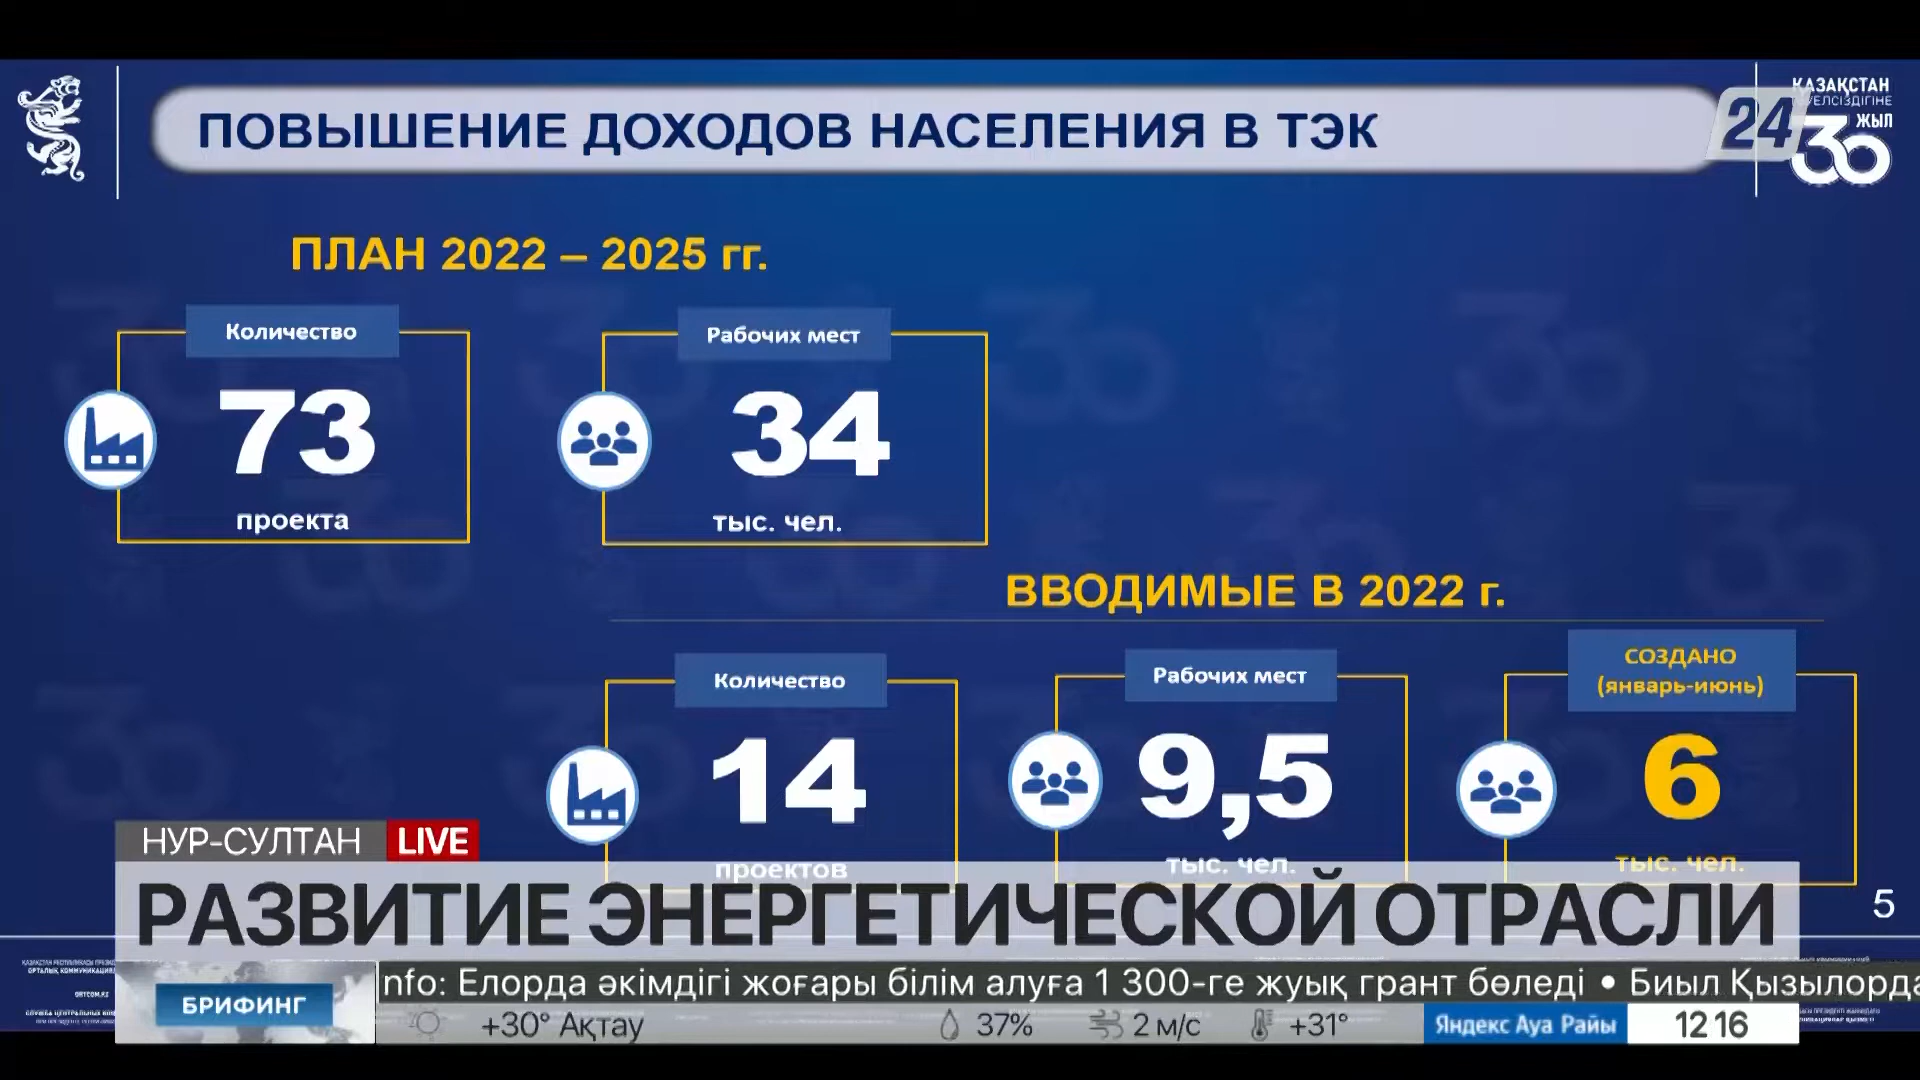 ПОВЫШЕНИЕ ДОХОДОВ НАСЕЛЕНИЯ В ТЭК
24
ҚАЗАҚСТАН
ЖЫЛ
30
ПЛАН 2022 – 2025 гг.
Количество
73
проекта
Рабочих мест
34
тыс. чел.
ВВОДИМЫЕ В 2022 г.
Количество
14
проектов
Рабочих мест
9,5
тыс. чел.
СОЗДАНО
(январь-июнь)
6
тыс. чел.
5
НУР-СУЛТАН LIVE
РАЗВИТИЕ ЭНЕРГЕТИЧЕСКОЙ ОТРАСЛИ
БРИФИНГ
nfo: Елорда әкімдігі жоғары білім алуға 1 300-ге жуық грант бөледі • Биыл Қызылорда
+30° Ақтау 37% 2 м/с +31° Яндекс Ауа Райы 12 16